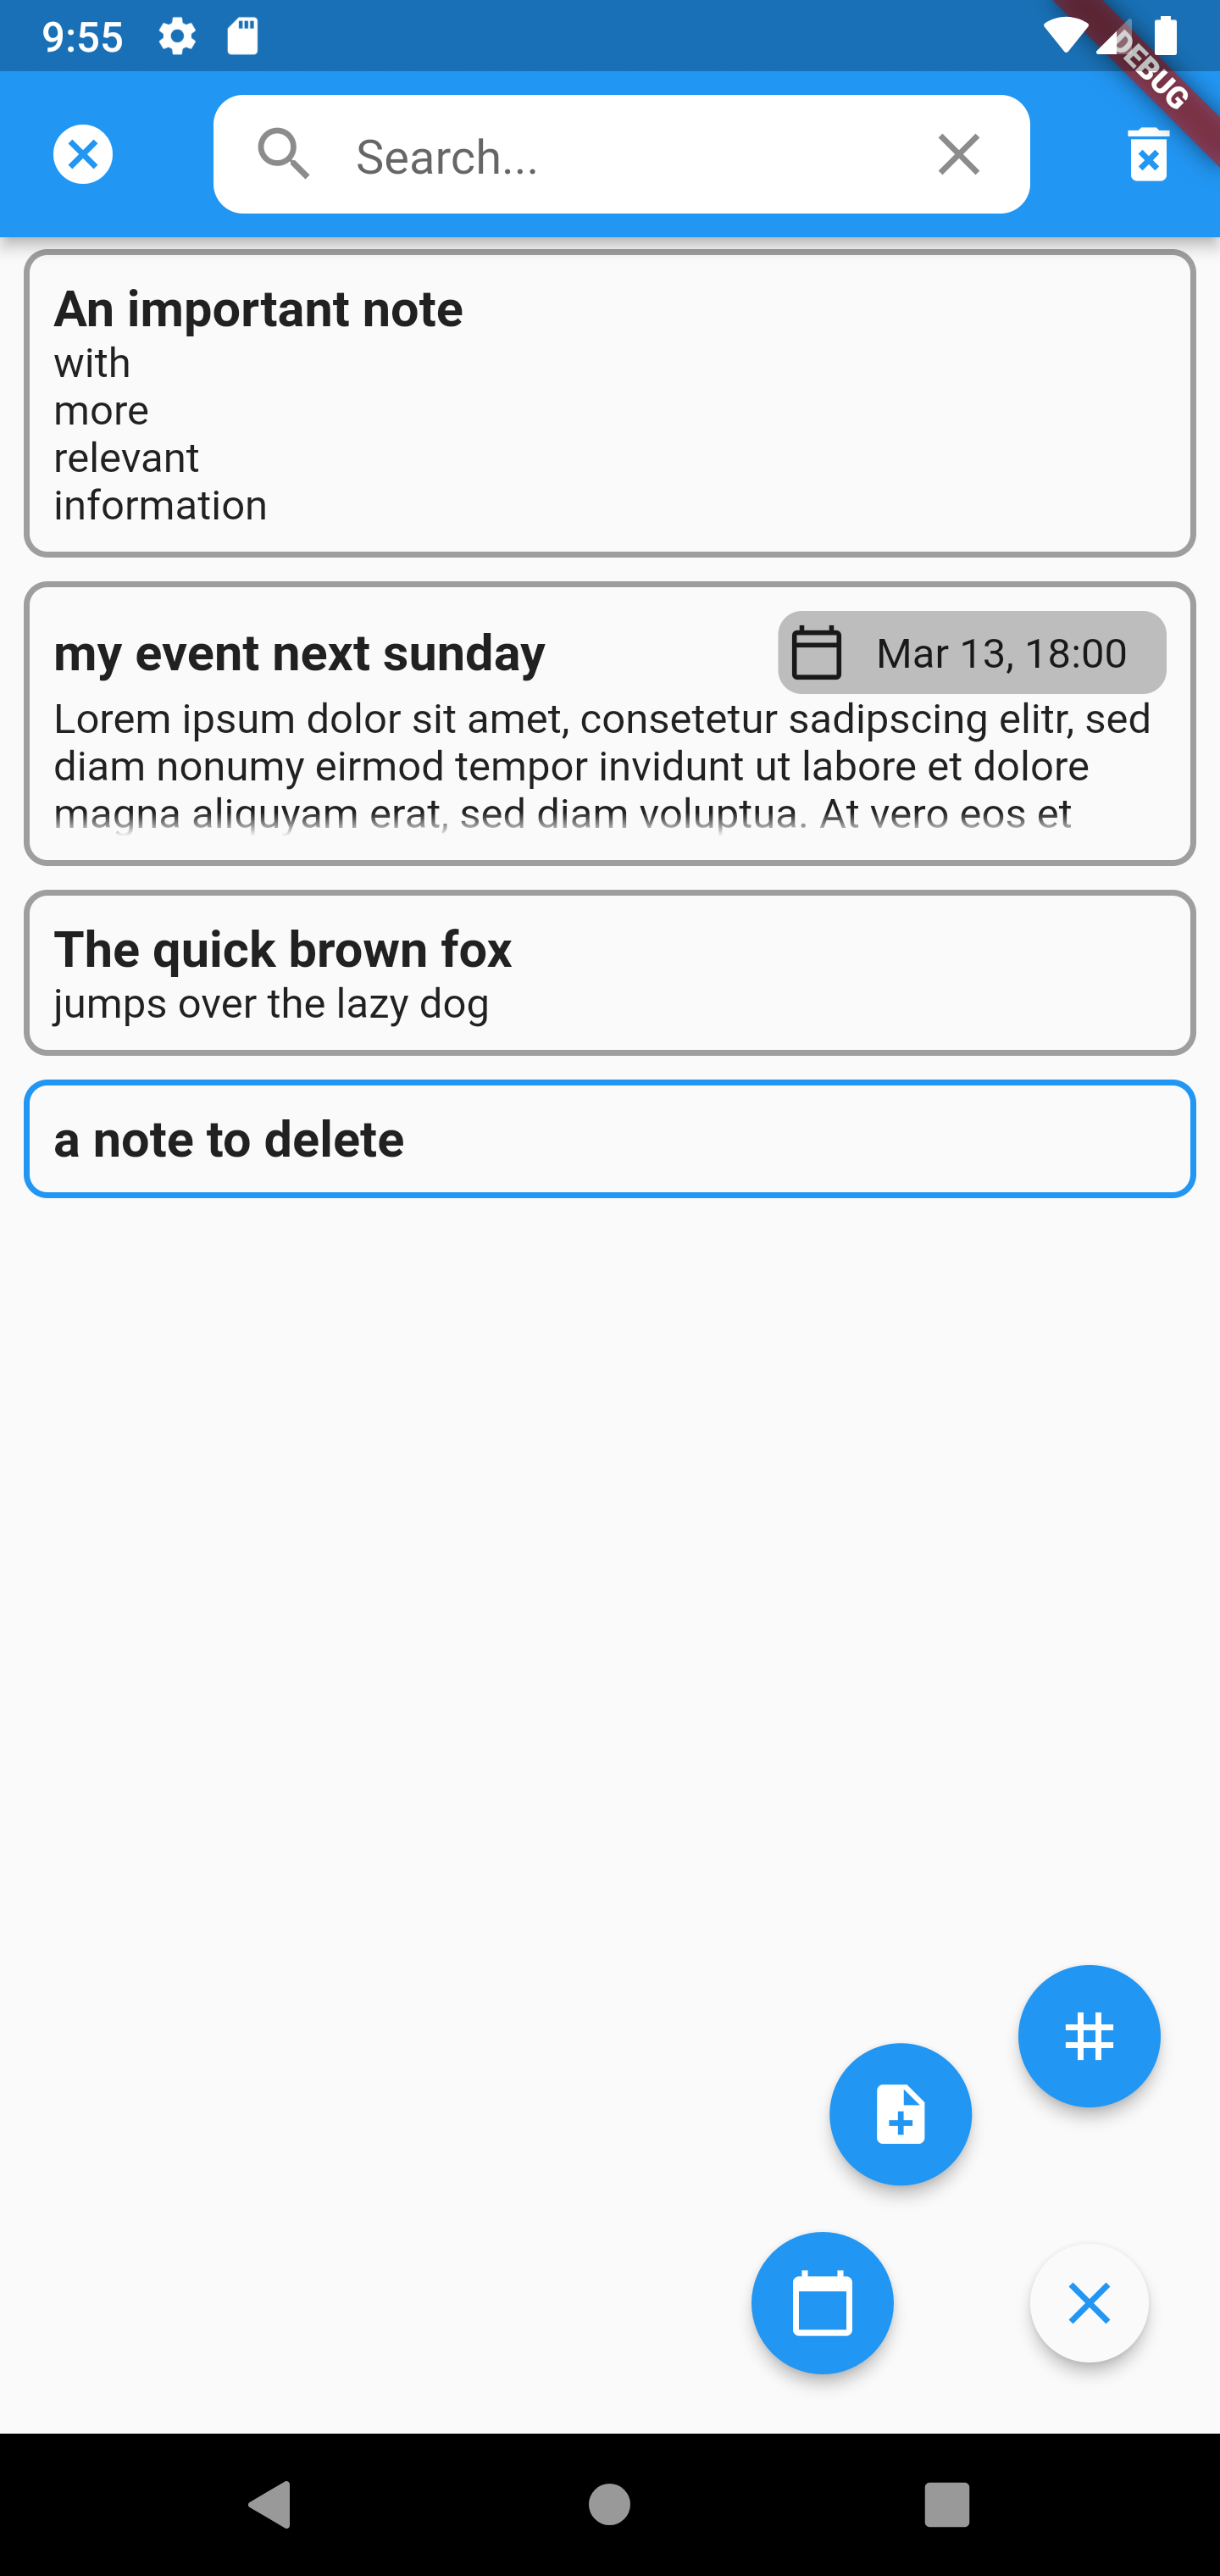 9:55
DEBUG
Search...
An important note
with
more
relevant
information
my event next sunday
Mar 13, 18:00
Lorem ipsum dolor sit amet, consetetur sadipscing elitr, sed
diam nonumy eirmod tempor invidunt ut labore et dolore
magna aliquyam erat, sed diam voluptua. At vero eos et
The quick brown fox
jumps over the lazy dog
a note to delete